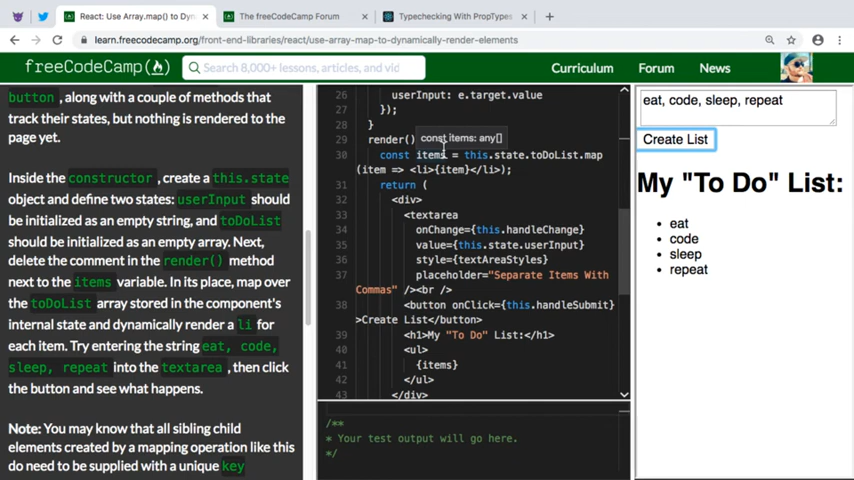 React: Use Array.map() to Dyn
The freeCodeCamp Forum
Typechecking With PropTypes
learn.freecodecamp.org/front-end-libraries/react/use-array-map-to-dynamically-render-elements
freeCodeCamp
Search 8,000+ lessons, articles, and vid
Curriculum
Forum
News
button , along with a couple of methods that
track their states, but nothing is rendered to the
page yet.
Inside the constructor , create a this.state
object and define two states: userInput should
be initialized as an empty string, and toDoList
should be initialized as an empty array. Next,
delete the comment in the render() method
next to the items variable. In its place, map over
the toDoList array stored in the component's
internal state and dynamically render a li for
each item. Try entering the string eat, code,
sleep, repeat into the textarea , then click
the button and see what happens.
Note: You may know that all sibling child
elements created by a mapping operation like this
do need to be supplied with a unique key
26 userInput: e.target.value
27 });
28 }
29 render()
const items: any[]
30 const items = this.state.toDoList.map
(item => <li>{item}</li>);
31 return (
32 <div>
33 <textarea
34 onChange={this.handleChange}
35 value={this.state.userInput}
36 style={textAreaStyles}
37 placeholder="Separate Items With
Commas" /><br />
38 <button onClick={this.handleSubmit}
>Create List</button>
39 <h1>My "To Do" List:</h1>
40 <ul>
41 {items}
42 </ul>
43 </div>
/**
* Your test output will go here.
*/
eat, code, sleep, repeat
Create List
My "To Do" List:
• eat
• code
• sleep
• repeat